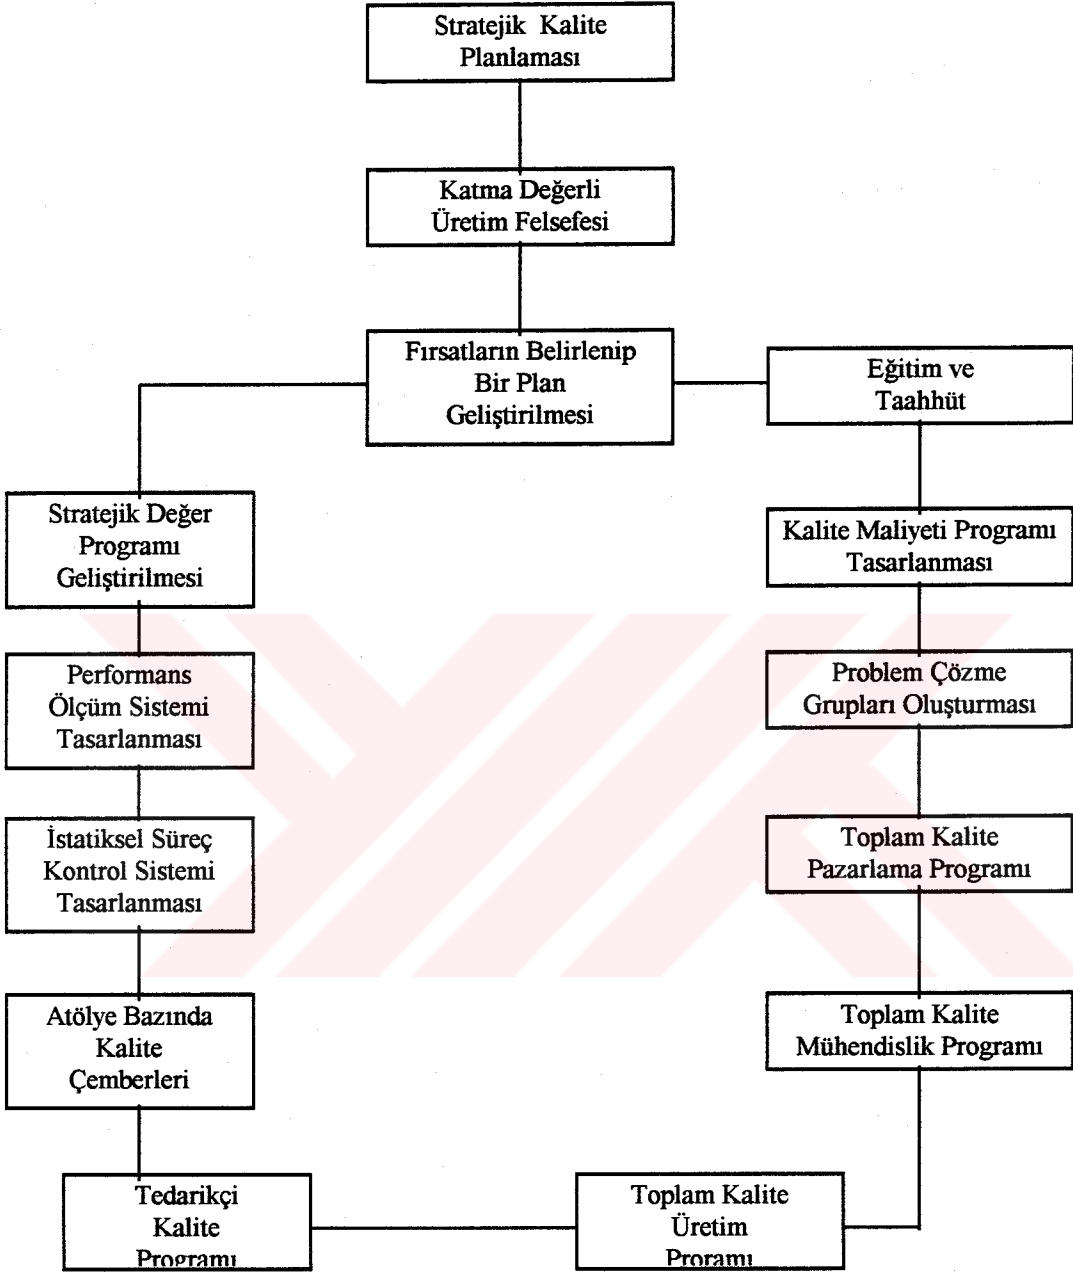 Stratejik Kalite
Planlaması
Katma Değerli
Üretim Felsefesi
Fırsatların Belirlenip
Bir Plan
Geliştirilmesi
Eğitim ve
Taahhüt
Stratejik Değer
Programı
Geliştirilmesi
Kalite Maliyeti Programı
Tasarlanması
Performans
Ölçüm Sistemi
Tasarlanması
Problem Çözme
Grupları Oluşturması
İstatiksel Süreç
Kontrol Sistemi
Tasarlanması
Toplam Kalite
Pazarlama Programı
Atölye Bazında
Kalite
Çemberleri
Toplam Kalite
Mühendislik Programı
Tedarikçi
Kalite
Programı
Toplam Kalite
Üretim
Proramı